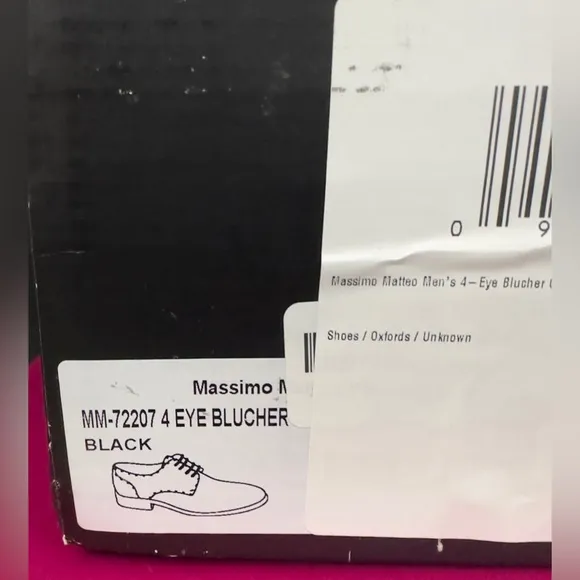 0 9
Massimo Matteo Men's 4-Eye Blucher
Shoes / Oxfords / Unknown
Massimo
MM-72207 4 EYE BLUCHER
BLACK